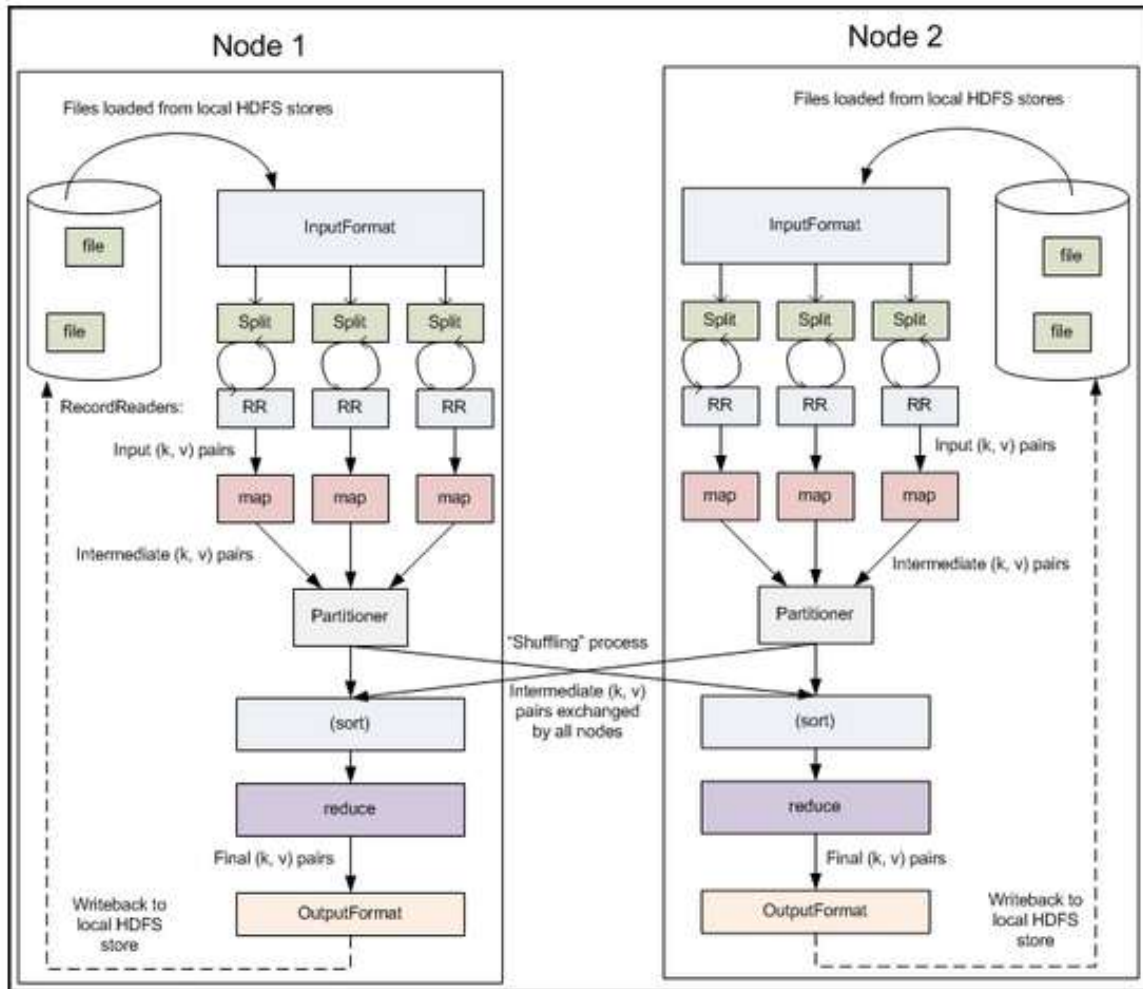 Node 1
Files loaded from local HDFS stores
InputFormat
file
file
Split
Split
Split
RecordReaders:
RR
RR
RR
Input (k, v) pairs
map
map
map
Intermediate (k, v) pairs
Partitioner
"Shuffling" process
Intermediate (k, v)
pairs exchanged
by all nodes
(sort)
reduce
Final (k, v) pairs
OutputFormat
Writeback to
local HDFS
store
Node 2
Files loaded from local HDFS stores
InputFormat
file
file
Split
Split
Split
RR
RR
RR
Input (k, v) pairs
map
map
map
Intermediate (k, v) pairs
Partitioner
(sort)
reduce
Final (k, v) pairs
OutputFormat
Writeback to
local HDFS
store